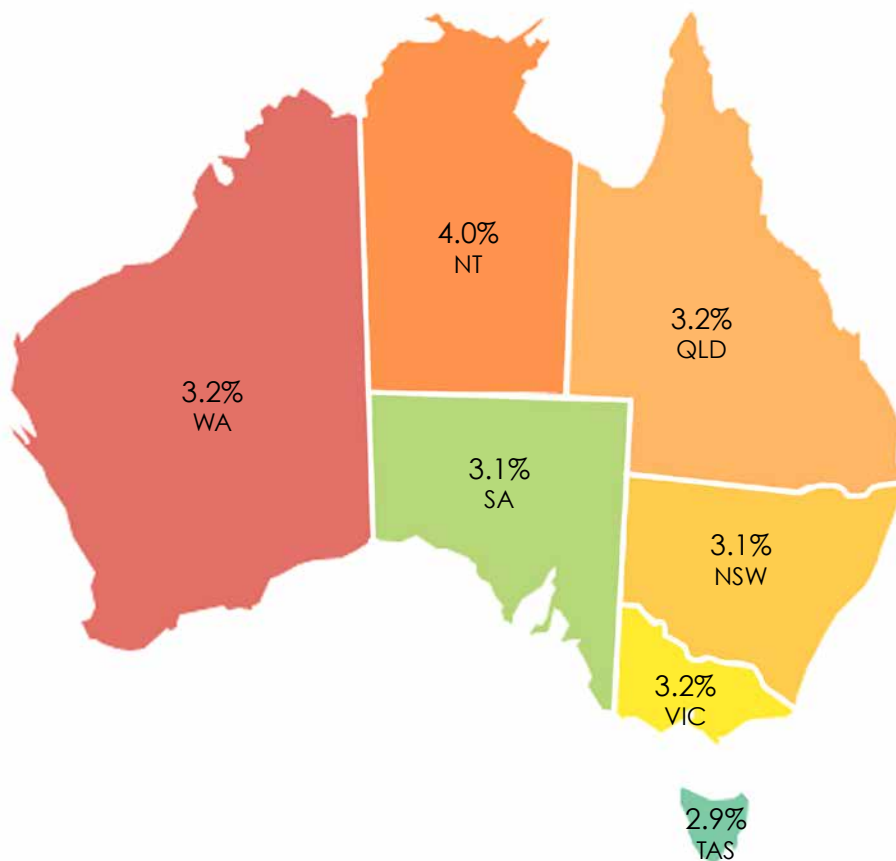 4.0%
NT
3.2%
QLD
3.2%
WA
3.1%
SA
3.1%
NSW
3.2%
VIC
2.9%
TAS